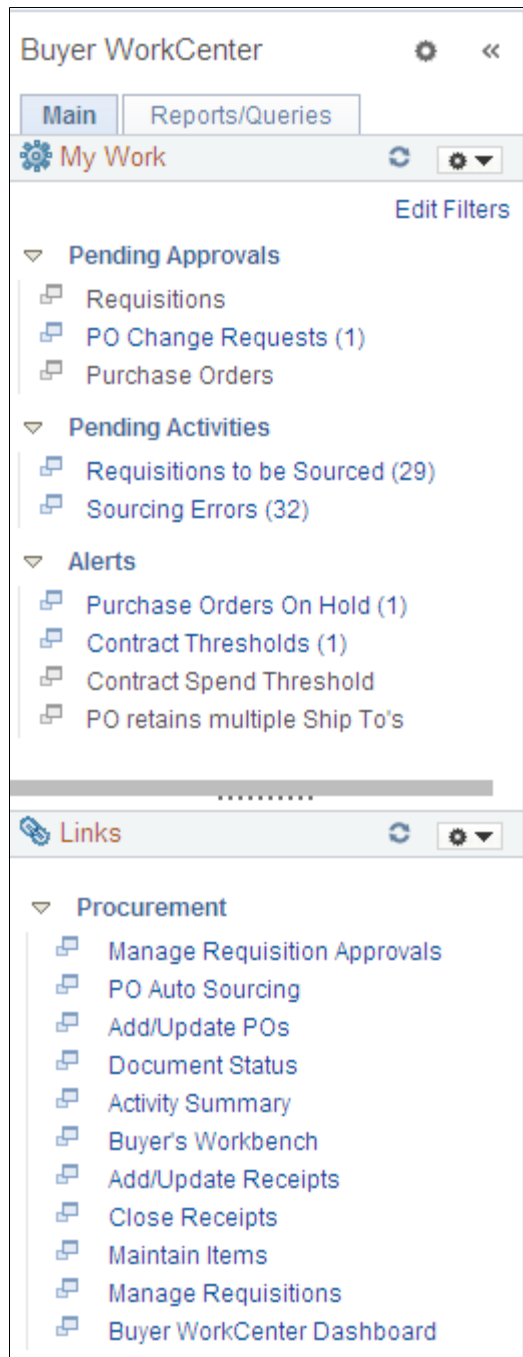 Buyer WorkCenter
Main
Reports/Queries
My Work
Edit Filters
Pending Approvals
Requisitions
PO Change Requests (1)
Purchase Orders
Pending Activities
Requisitions to be Sourced (29)
Sourcing Errors (32)
Alerts
Purchase Orders On Hold (1)
Contract Thresholds (1)
Contract Spend Threshold
PO retains multiple Ship To's
Links
Procurement
Manage Requisition Approvals
PO Auto Sourcing
Add/Update POs
Document Status
Activity Summary
Buyer's Workbench
Add/Update Receipts
Close Receipts
Maintain Items
Manage Requisitions
Buyer WorkCenter Dashboard